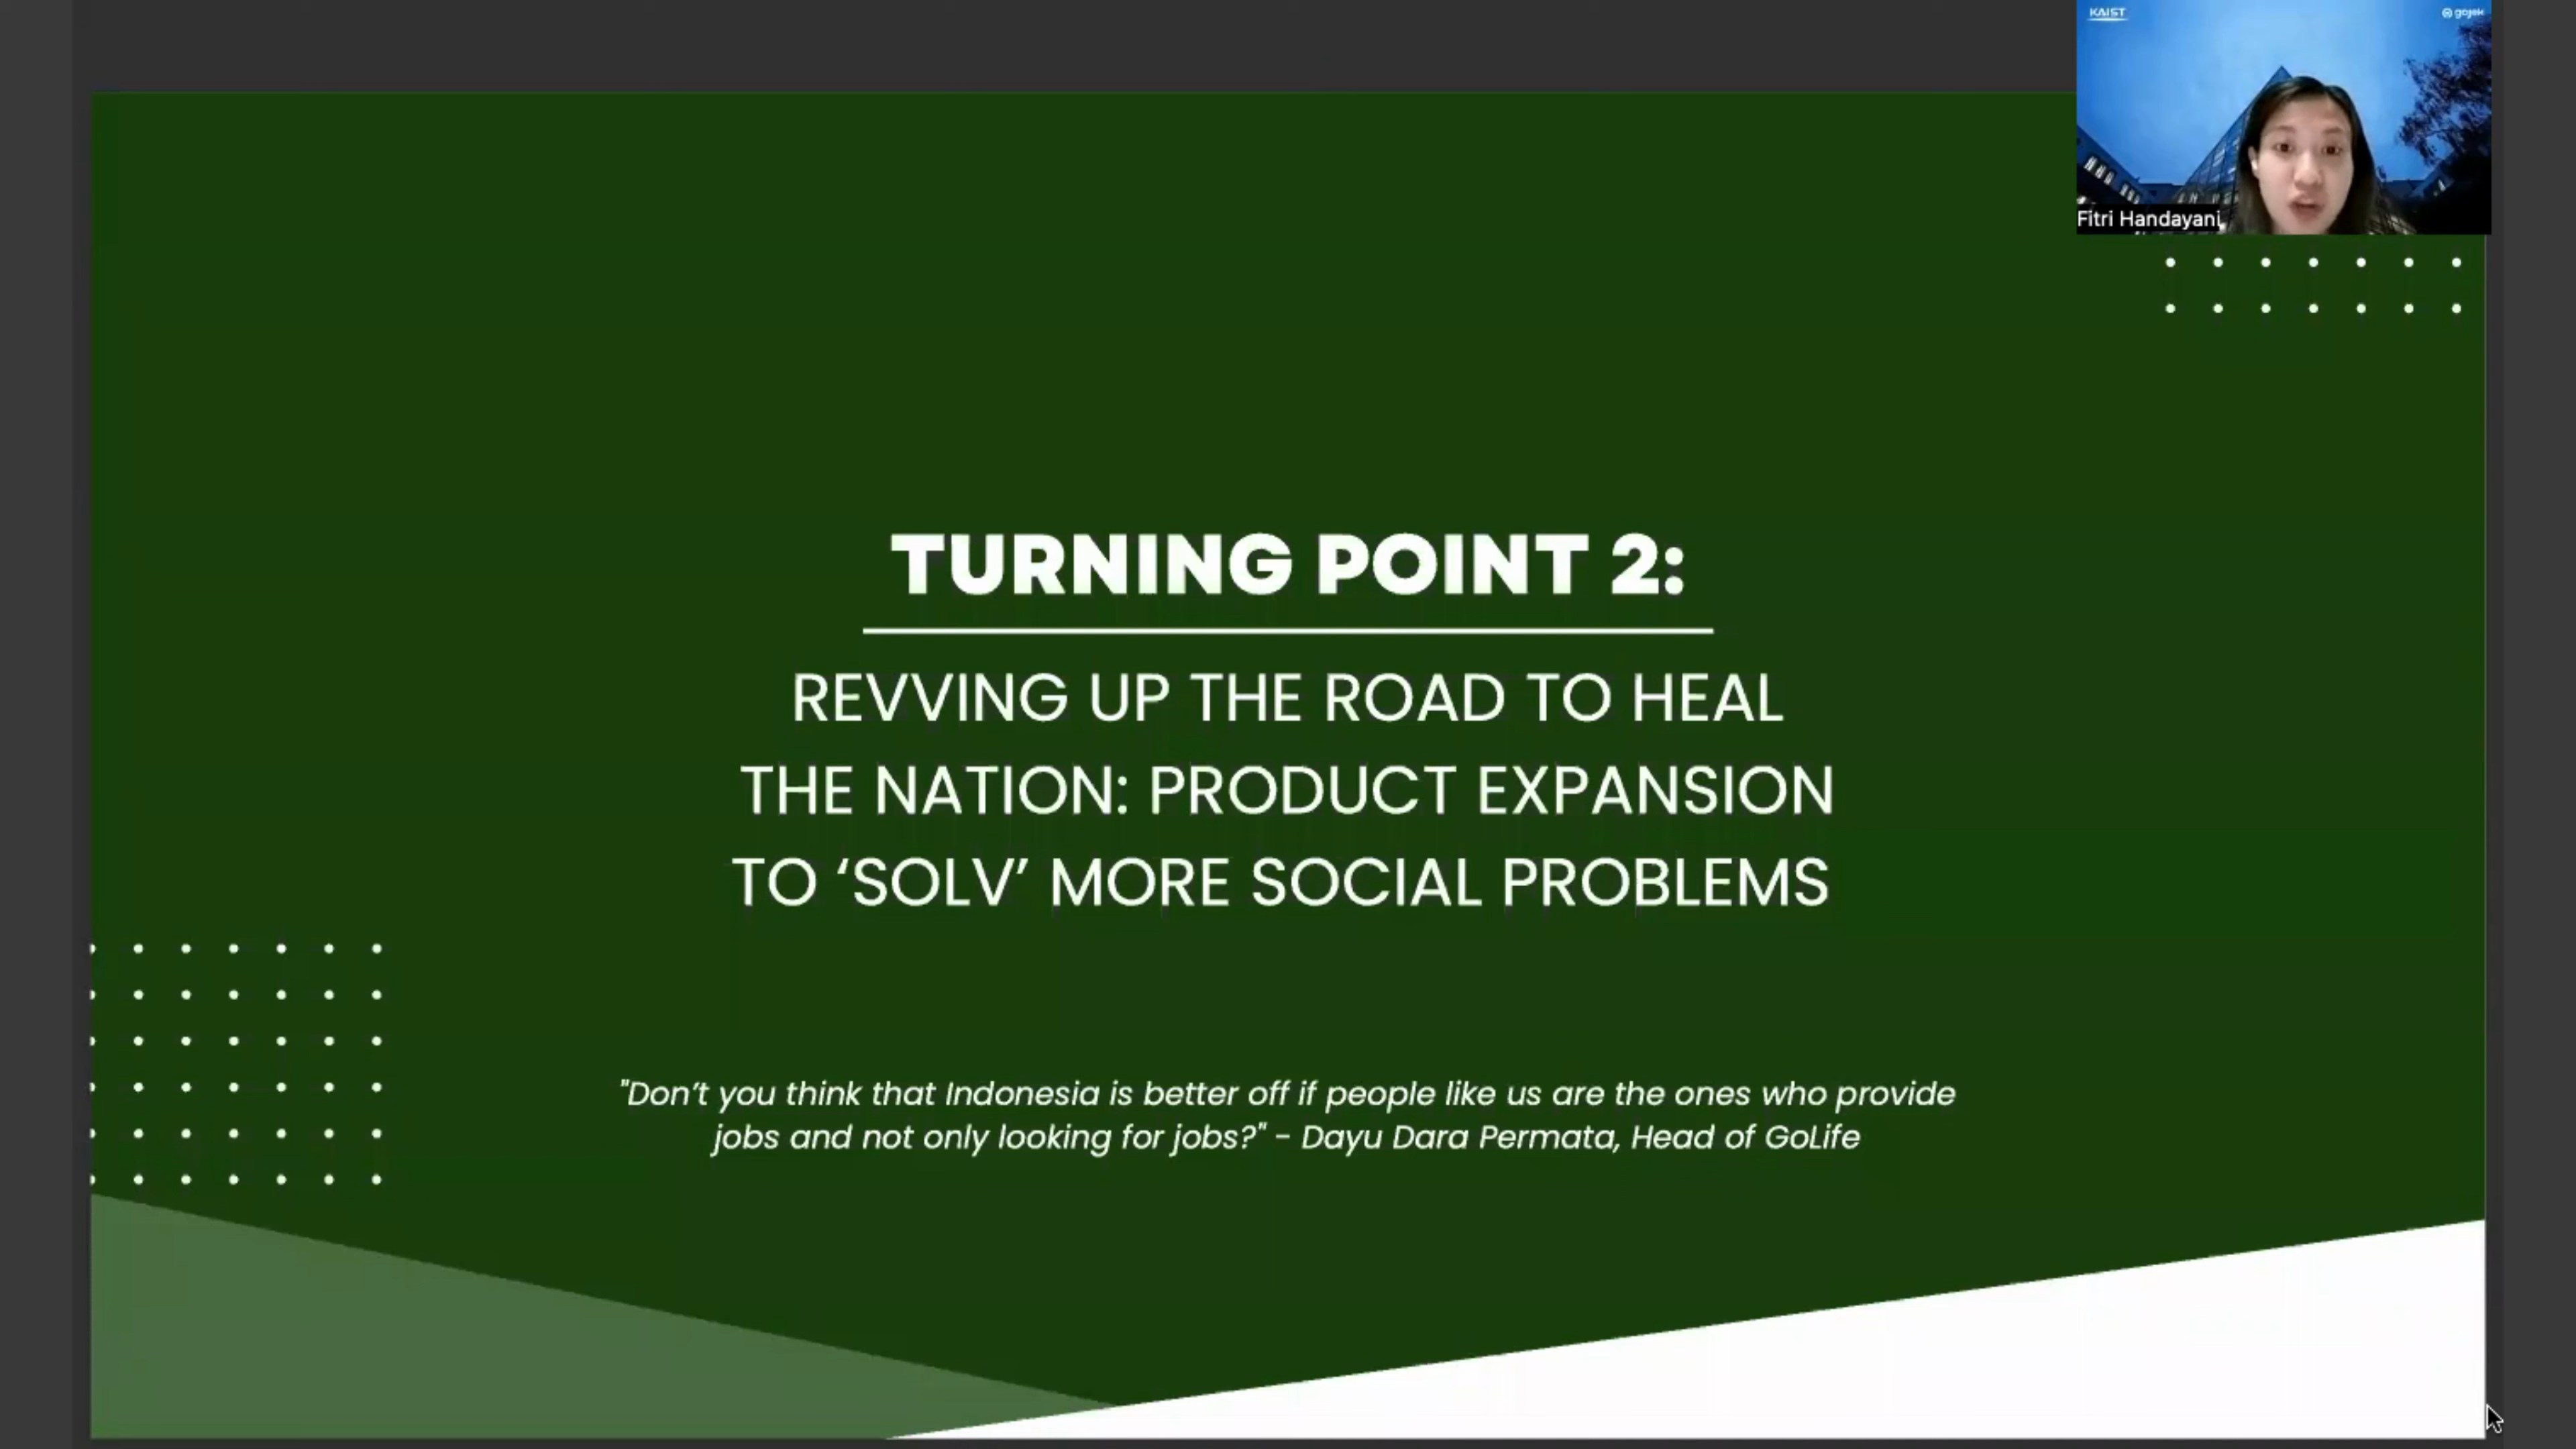 KAIST
gojek
Fitri Handayani
TURNING POINT 2:
REVVING UP THE ROAD TO HEAL
THE NATION: PRODUCT EXPANSION
TO ‘SOLV’ MORE SOCIAL PROBLEMS
"Don’t you think that Indonesia is better off if people like us are the ones who provide
jobs and not only looking for jobs?" - Dayu Dara Permata, Head of GoLife